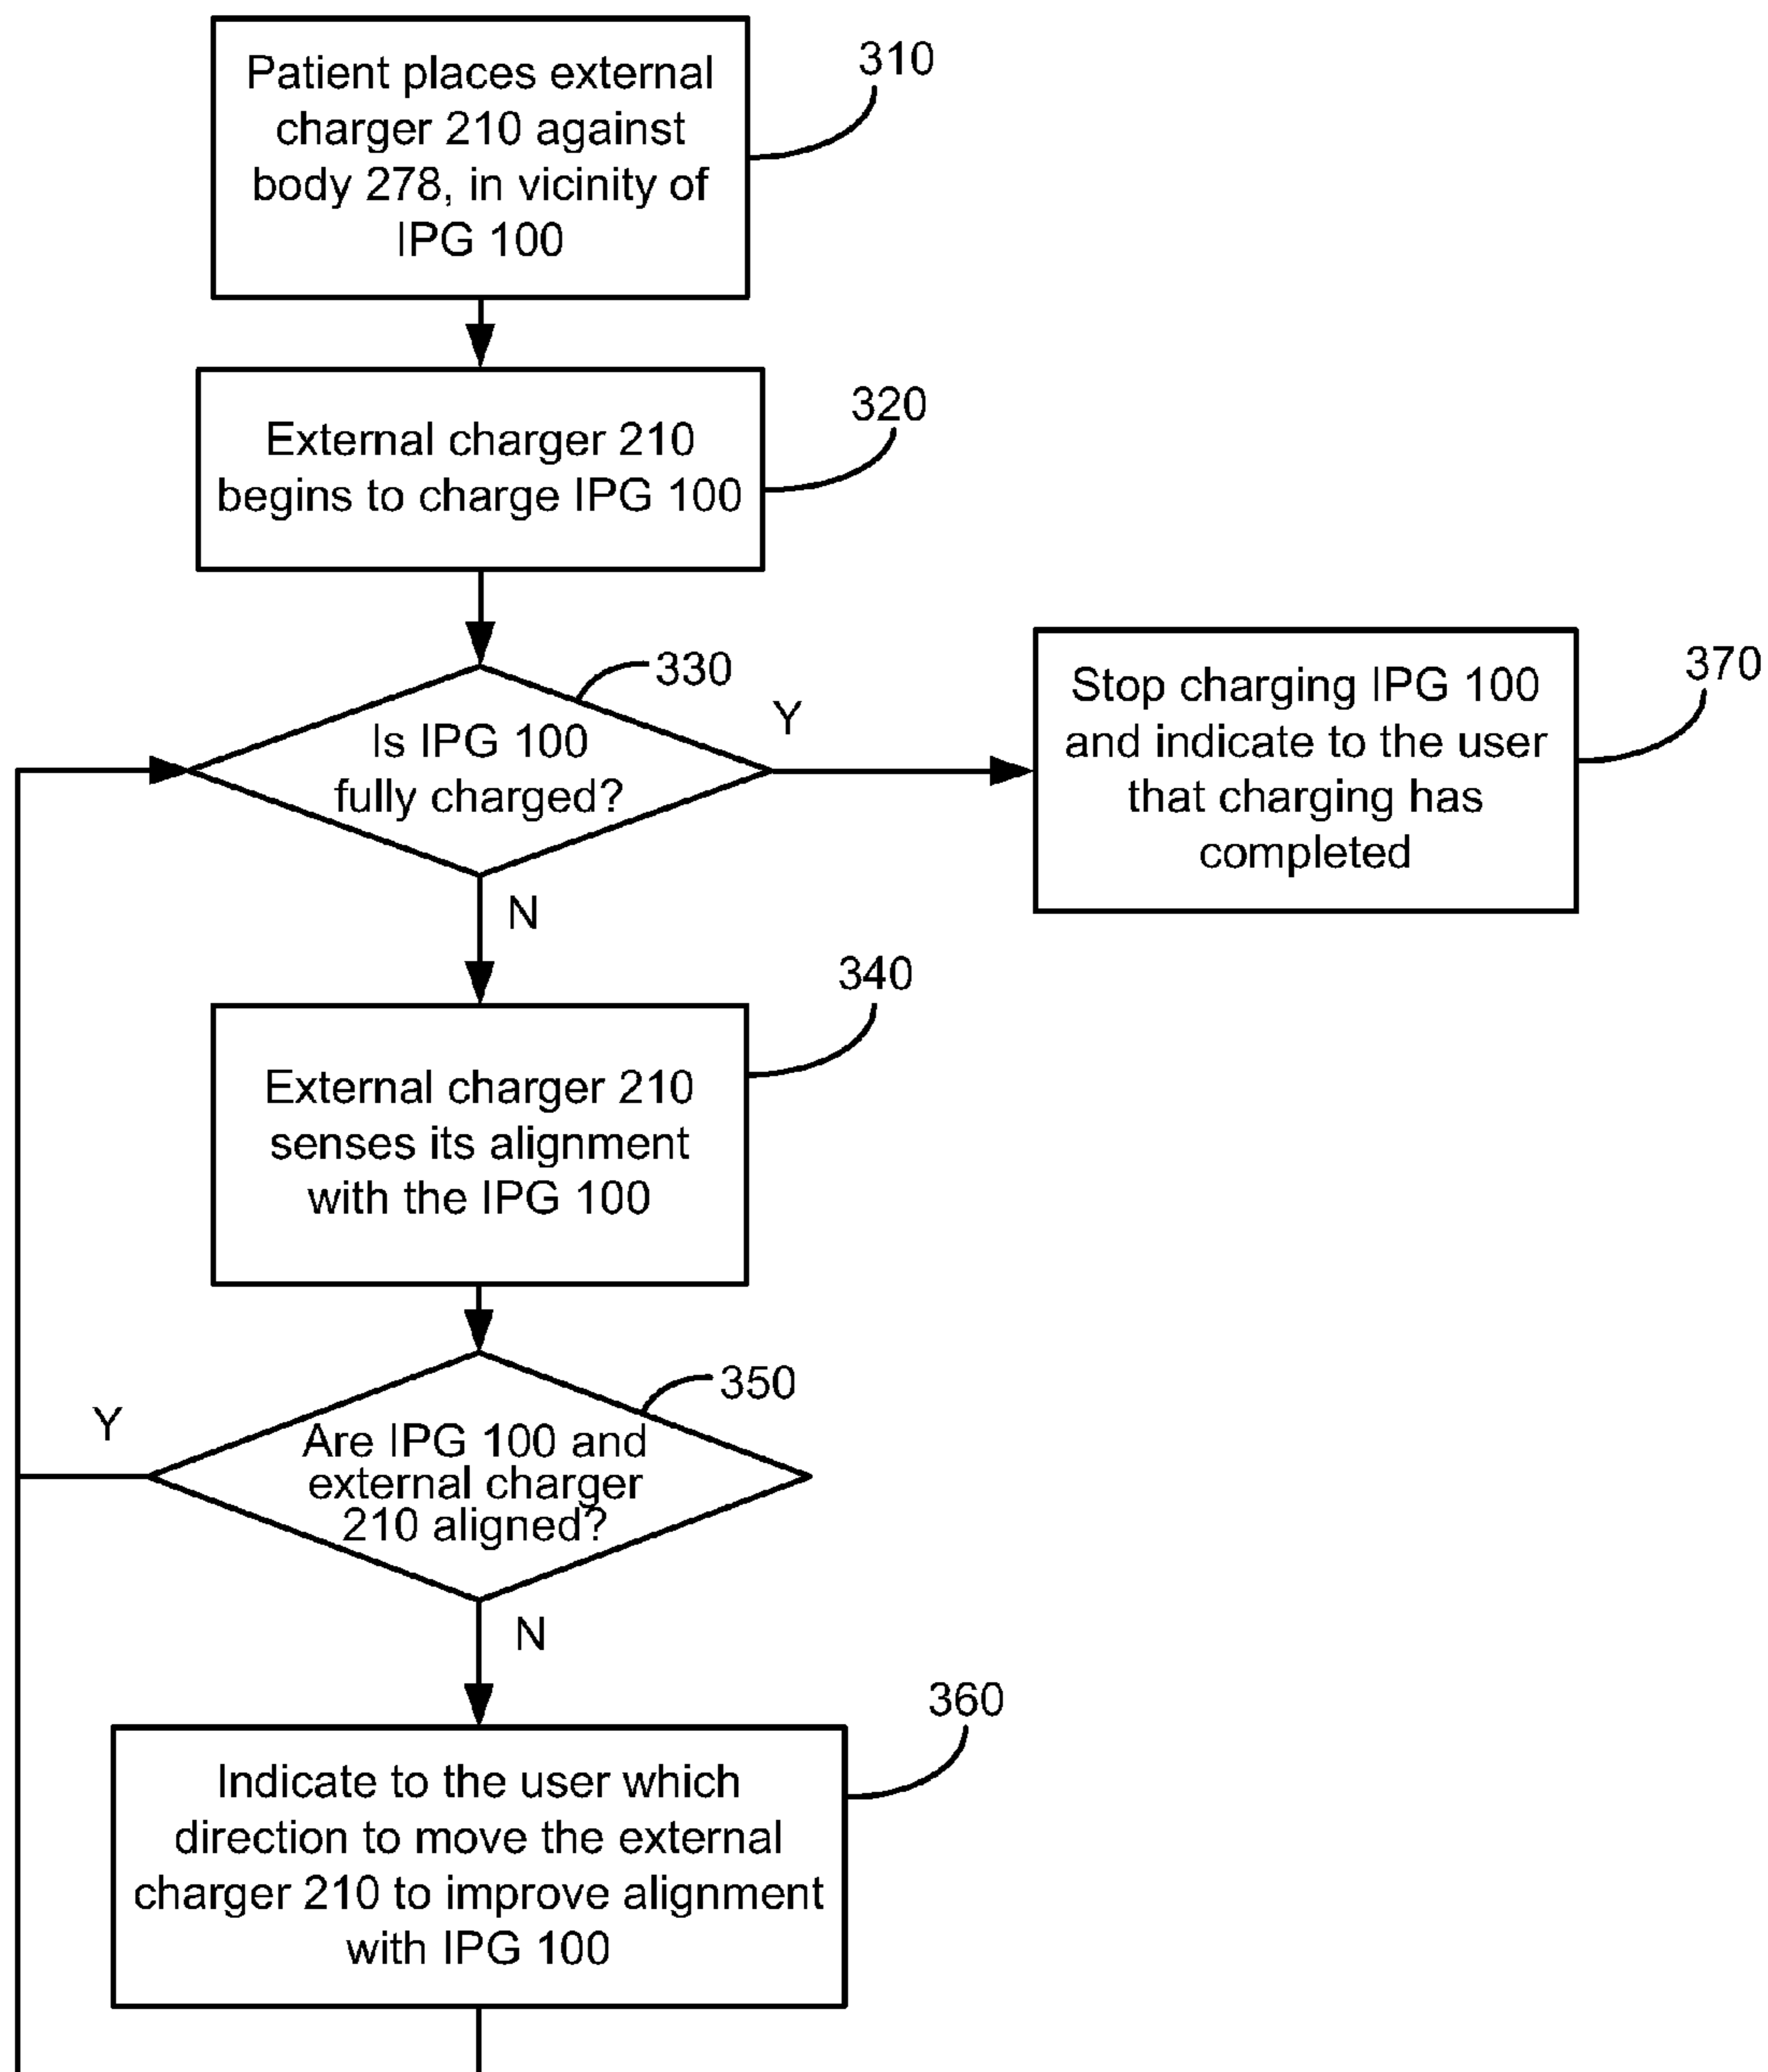 Patient places external
charger 210 against
body 278, in vicinity of
IPG 100
310
External charger 210
begins to charge IPG 100
320
Is IPG 100
fully charged?
330
Y
N
Stop charging IPG 100
and indicate to the user
that charging has
completed
370
External charger 210
senses its alignment
with the IPG 100
340
Are IPG 100 and
external charger
210 aligned?
350
Y
N
Indicate to the user which
direction to move the external
charger 210 to improve alignment
with IPG 100
360